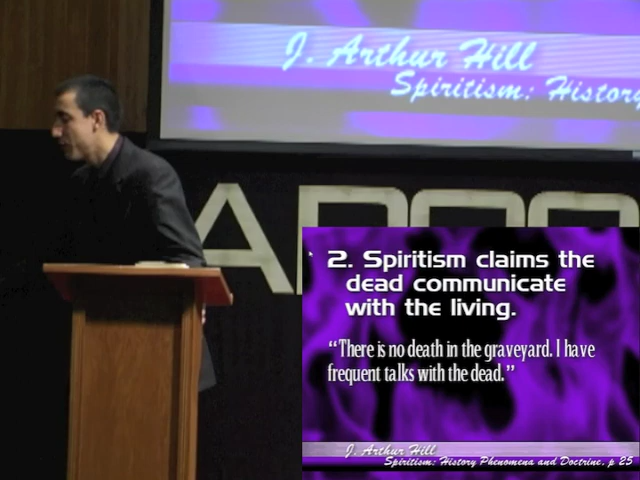 J. Arthur Hill
Spiritism: History
2. Spiritism claims the
dead communicate
with the living.
“There is no death in the graveyard. I have
frequent talks with the dead.”
J. Arthur Hill
Spiritism: History Phenomena and Doctrine, p 25